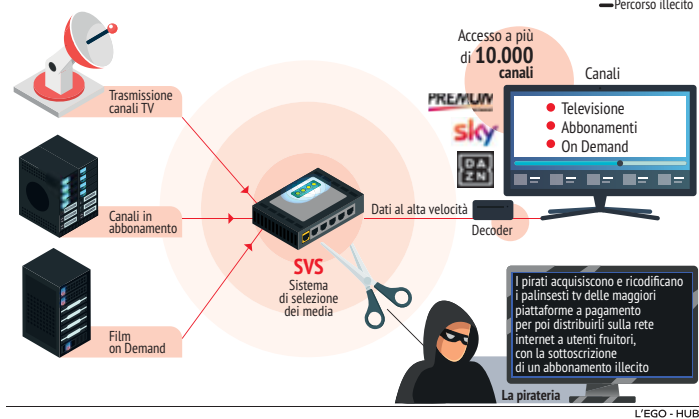 Percorso illecito
Accesso a più
di 10.000
canali
Canali
Trasmissione
canali TV
PREMIUM
sky
DA
ZN
Televisione
Abbonamenti
On Demand
Canali in
abbonamento
Dati al alta velocità
Decoder
SVS
Sistema
di selezione
dei media
Film
on Demand
I pirati acquisiscono e ricodificano
i palinsesti tv delle maggiori
piattaforme a pagamento
per poi distribuirli sulla rete
internet a utenti fruitori,
con la sottoscrizione
di un abbonamento illecito
La pirateria
L'EGO - HUB